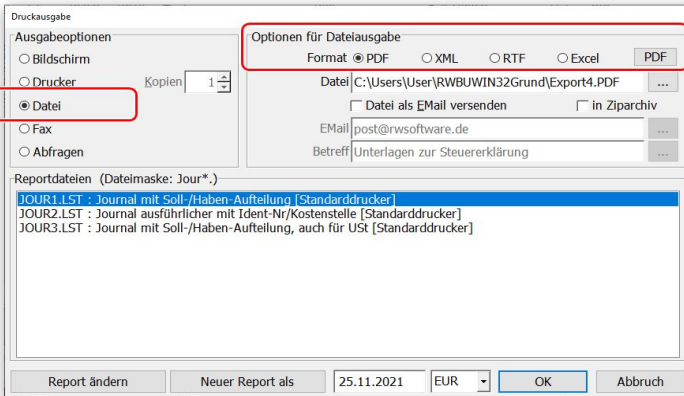 Druckausgabe
Ausgabeoptionen
Bildschirm
Drucker Kopien 1
Datei
Fax
Abfragen
Optionen für Dateiausgabe
Format PDF XML RTF Excel PDF
Datei C:\Users\User\RWBUWIN32Grund\Export4.PDF ...
Datei als EMail versenden in Ziparchiv
EMail post@rwsoftware.de ...
Betreff Unterlagen zur Steuererklärung ...
Reportdateien (Dateimaske: Jour*.)
JOUR1.LST : Journal mit Soll-/Haben-Aufteilung [Standarddrucker]
JOUR2.LST : Journal ausführlicher mit Ident-Nr/Kostenstelle [Standarddrucker]
JOUR3.LST : Journal mit Soll-/Haben-Aufteilung, auch für USt [Standarddrucker]
Report ändern Neuer Report als 25.11.2021 EUR OK Abbruch